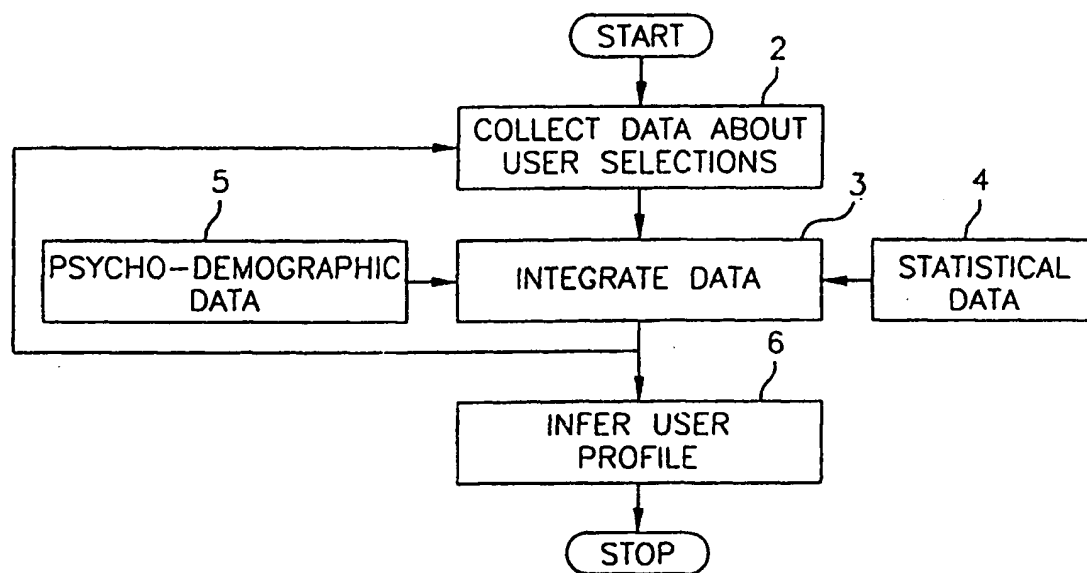 START
2
COLLECT DATA ABOUT
USER SELECTIONS
5
3
4
PSYCHO-DEMOGRAPHIC
DATA
INTEGRATE DATA
STATISTICAL
DATA
6
INFER USER
PROFILE
STOP